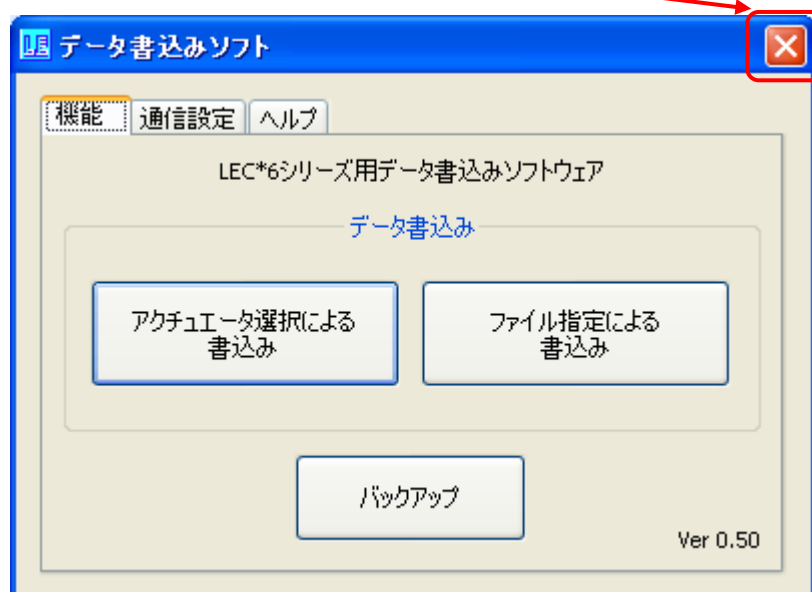 LE データ書込みソフト
機能 通信設定 ヘルプ
LEC*6シリーズ用データ書込みソフトウェア
データ書込み
アクチュエータ選択による
書込み
ファイル指定による
書込み
バックアップ
Ver 0.50